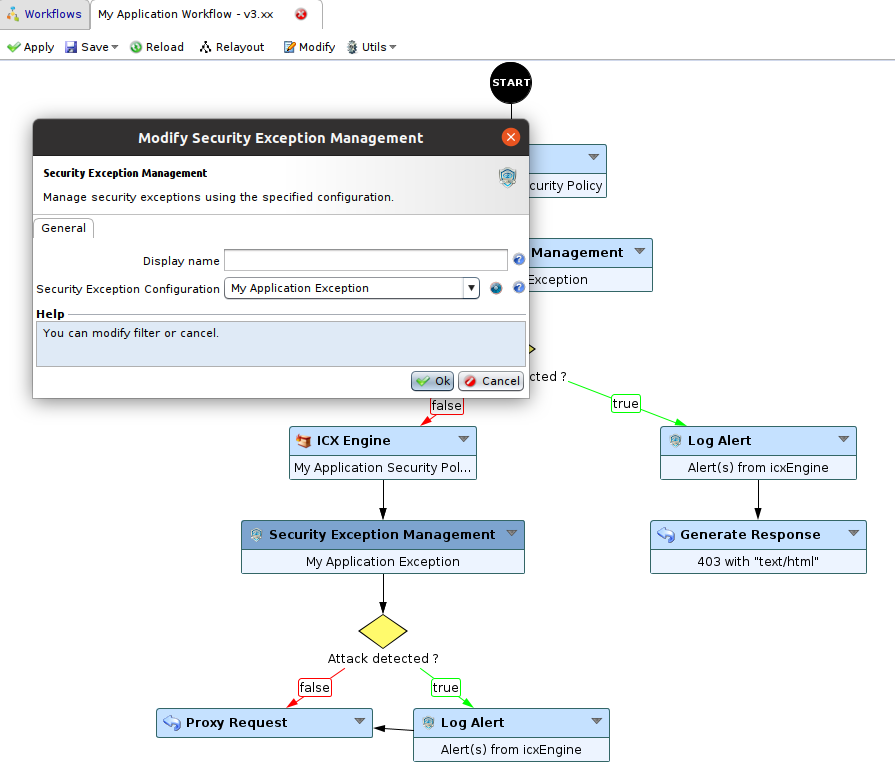 Workflows
My Application Workflow - v3.xx
Apply Save Reload Relayout Modify Utils
START
Modify Security Exception Management
Security Exception Management
Manage security exceptions using the specified configuration.
General
Display name
Security Exception Configuration My Application Exception
Help
You can modify filter or cancel.
Ok Cancel
curity Policy
Management
Exception
cted ?
false
true
ICX Engine
My Application Security Pol...
Log Alert
Alert(s) from icxEngine
Security Exception Management
My Application Exception
Generate Response
403 with "text/html"
Attack detected ?
false
true
Proxy Request
Log Alert
Alert(s) from icxEngine